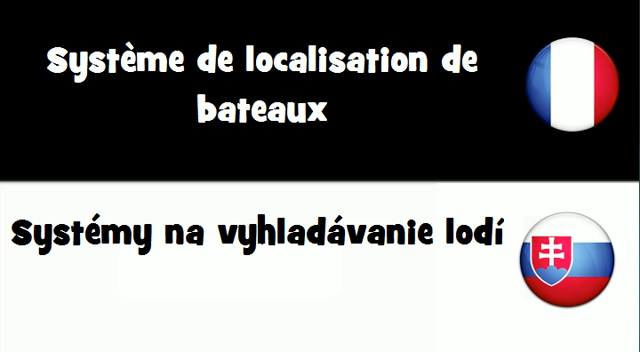 Système de localisation de
bateaux
Systémy na vyhladávanie lodí